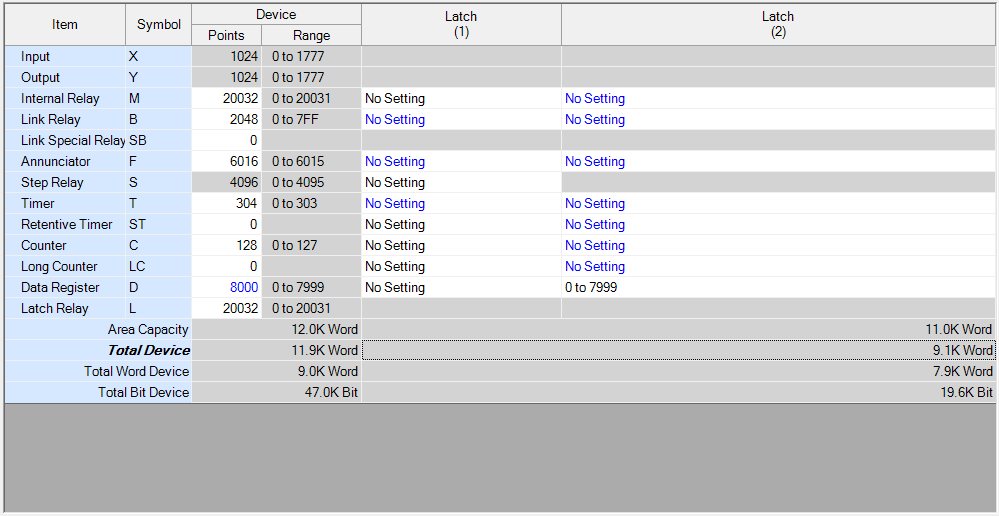 Item Symbol Device Latch (1) Latch (2)
Points Range
Input X 1024 0 to 1777
Output Y 1024 0 to 1777
Internal Relay M 20032 0 to 20031 No Setting No Setting
Link Relay B 2048 0 to 7FF No Setting No Setting
Link Special Relay SB 0
Annunciator F 6016 0 to 6015 No Setting No Setting
Step Relay S 4096 0 to 4095 No Setting
Timer T 304 0 to 303 No Setting No Setting
Retentive Timer ST 0 No Setting No Setting
Counter C 128 0 to 127 No Setting No Setting
Long Counter LC 0 No Setting No Setting
Data Register D 8000 0 to 7999 No Setting 0 to 7999
Latch Relay L 20032 0 to 20031
Area Capacity 12.0K Word 11.0K Word
Total Device 11.9K Word 9.1K Word
Total Word Device 9.0K Word 7.9K Word
Total Bit Device 47.0K Bit 19.6K Bit